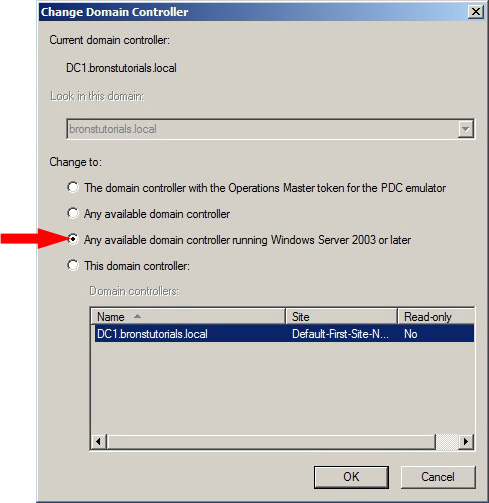 Change Domain Controller
Current domain controller:
DC1.bronstutorials.local
Look in this domain:
bronstutorials.local
Change to:
The domain controller with the Operations Master token for the PDC emulator
Any available domain controller
Any available domain controller running Windows Server 2003 or later
This domain controller:
Domain controllers:
Name Site Read-only
DC1.bronstutorials.local Default-First-Site-N... No
OK Cancel